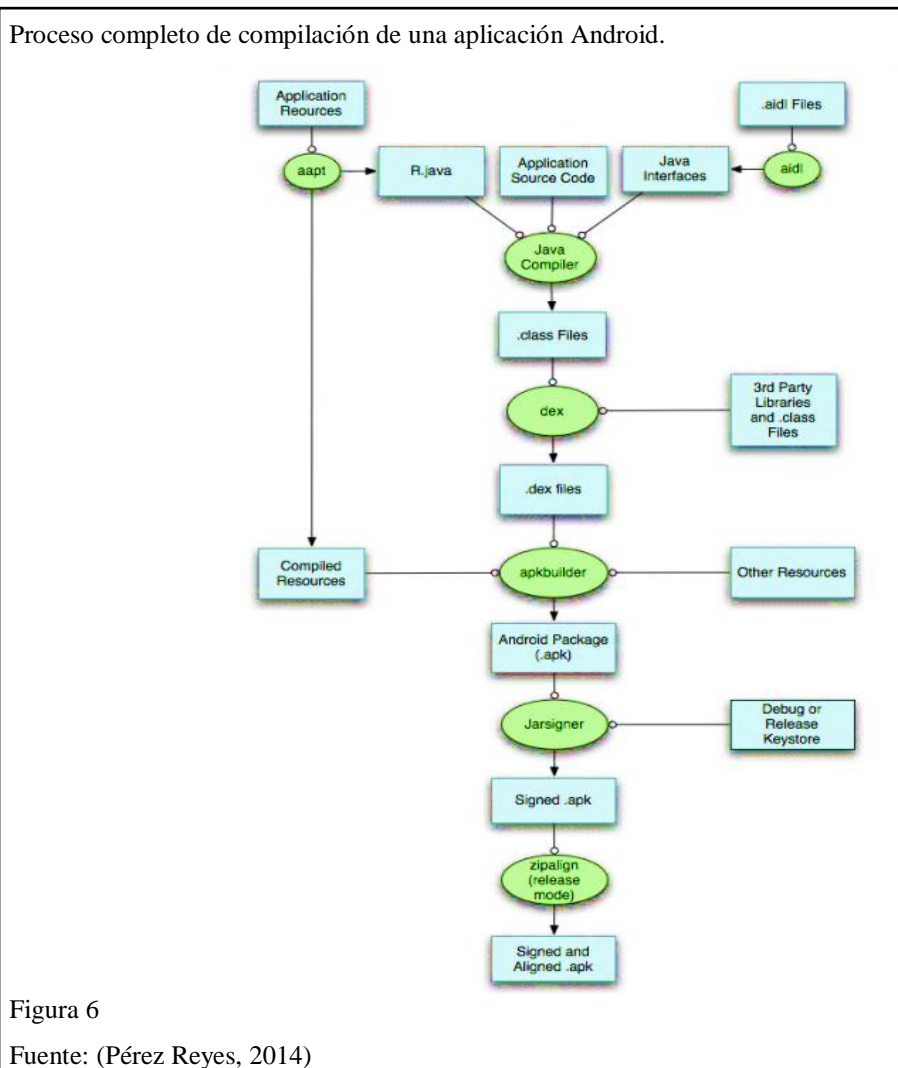 Proceso completo de compilación de una aplicación Android.
Application
Reources
.aidl Files
aapt
R.java
Application
Source Code
Java
Interfaces
aidl
Java
Compiler
.class Files
dex
3rd Party
Libraries
and .class
Files
.dex files
Compiled
Resources
apkbuilder
Other Resources
Android Package
(.apk)
Jarsigner
Debug or
Release
Keystore
Signed .apk
zipalign
(release
mode)
Signed and
Aligned .apk
Figura 6
Fuente: (Pérez Reyes, 2014)